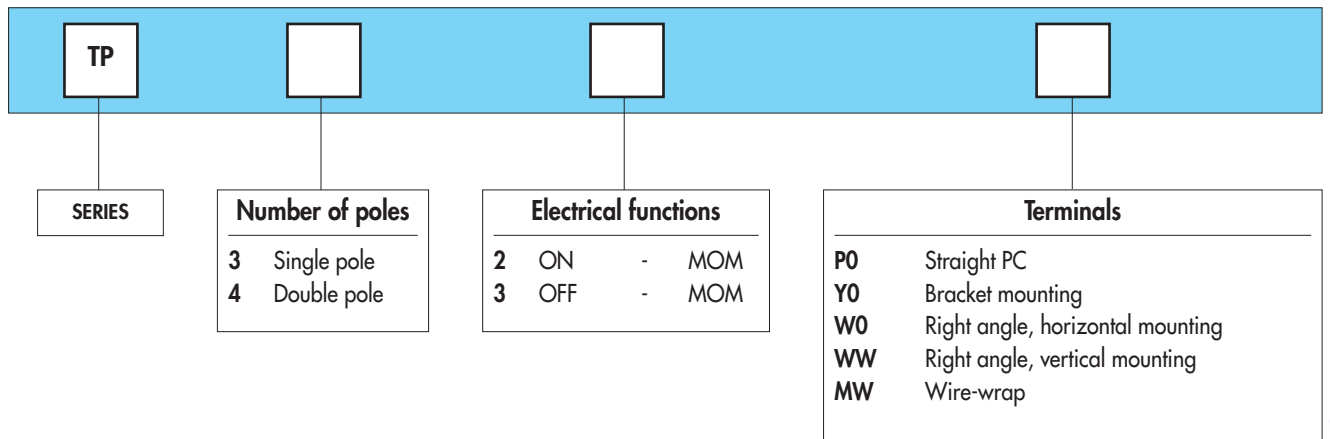 TP
SERIES
Number of poles
3 Single pole
4 Double pole
Electrical functions
2 ON - MOM
3 OFF - MOM
Terminals
P0 Straight PC
Y0 Bracket mounting
W0 Right angle, horizontal mounting
WW Right angle, vertical mounting
MW Wire-wrap